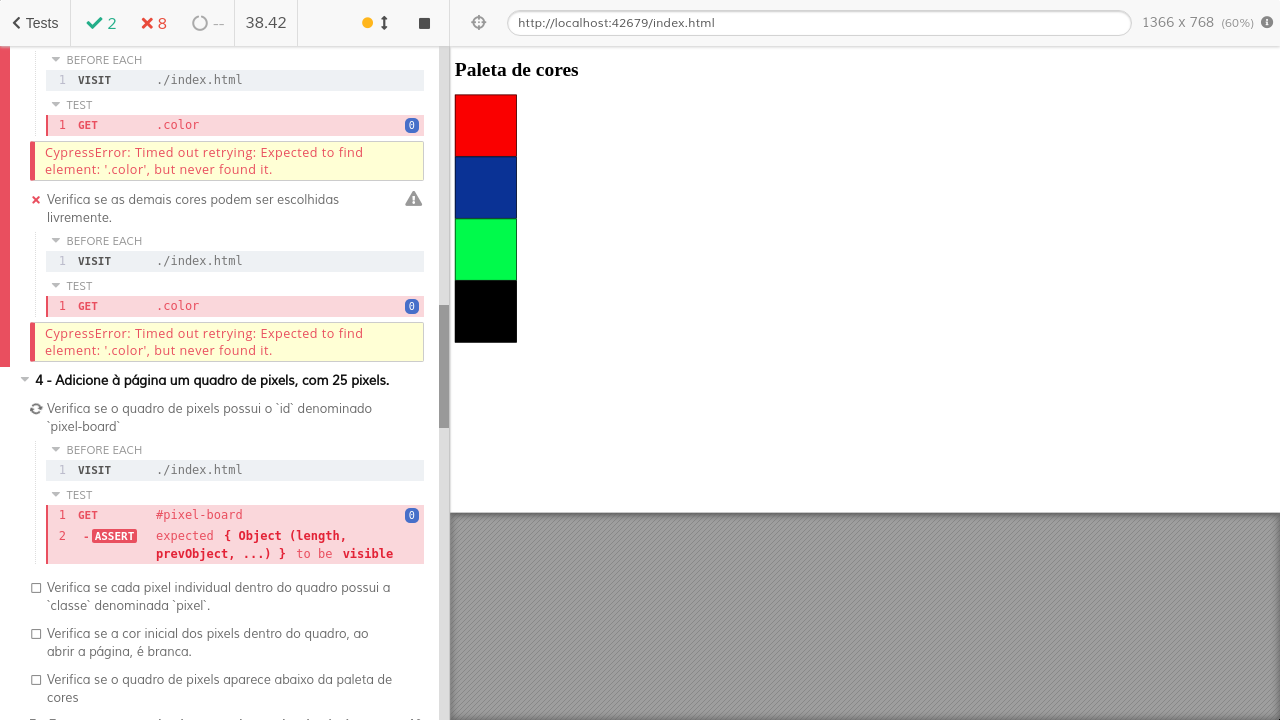 Tests 2 8 -- 38.42
http://localhost:42679/index.html 1366 x 768 (60%)
BEFORE EACH
1 VISIT ./index.html
TEST
1 GET .color 0
CypressError: Timed out retrying: Expected to find
element: '.color', but never found it.
Verifica se as demais cores podem ser escolhidas
livremente.
BEFORE EACH
1 VISIT ./index.html
TEST
1 GET .color 0
CypressError: Timed out retrying: Expected to find
element: '.color', but never found it.
4 - Adicione à página um quadro de pixels, com 25 pixels.
Verifica se o quadro de pixels possui o `id` denominado
`pixel-board`
BEFORE EACH
1 VISIT ./index.html
TEST
1 GET #pixel-board 0
2 -ASSERT expected { Object (length,
prevObject, ...) } to be visible
Verifica se cada pixel individual dentro do quadro possui a
`classe` denominada `pixel`.
Verifica se a cor inicial dos pixels dentro do quadro, ao
abrir a página, é branca.
Verifica se o quadro de pixels aparece abaixo da paleta de
cores
Paleta de cores